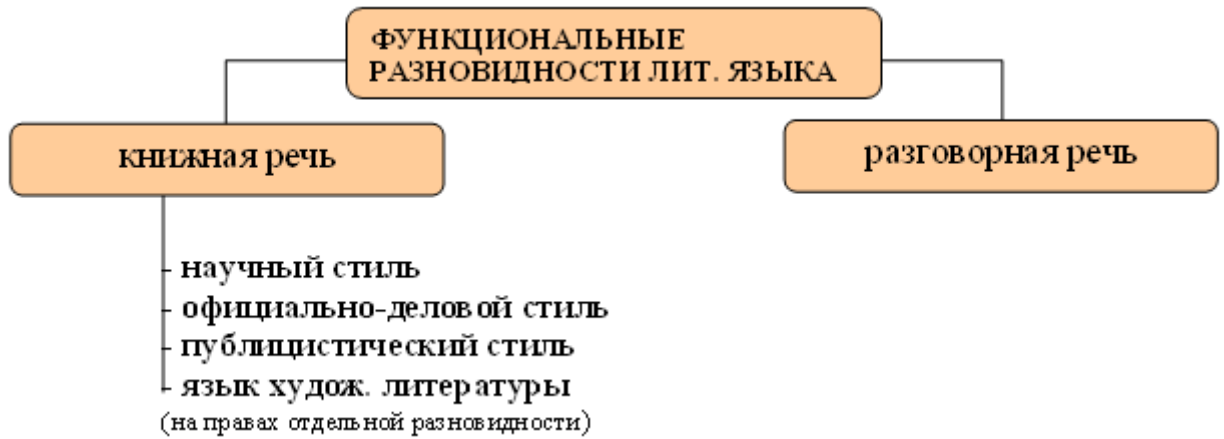 ФУНКЦИОНАЛЬНЫЕ
РАЗНОВИДНОСТИ ЛИТ. ЯЗЫКА
книжная речь
разговорная речь
- научный стиль
- официально-деловой стиль
- публицистический стиль
- язык худож. литературы
(на правах отдельной разновидности)